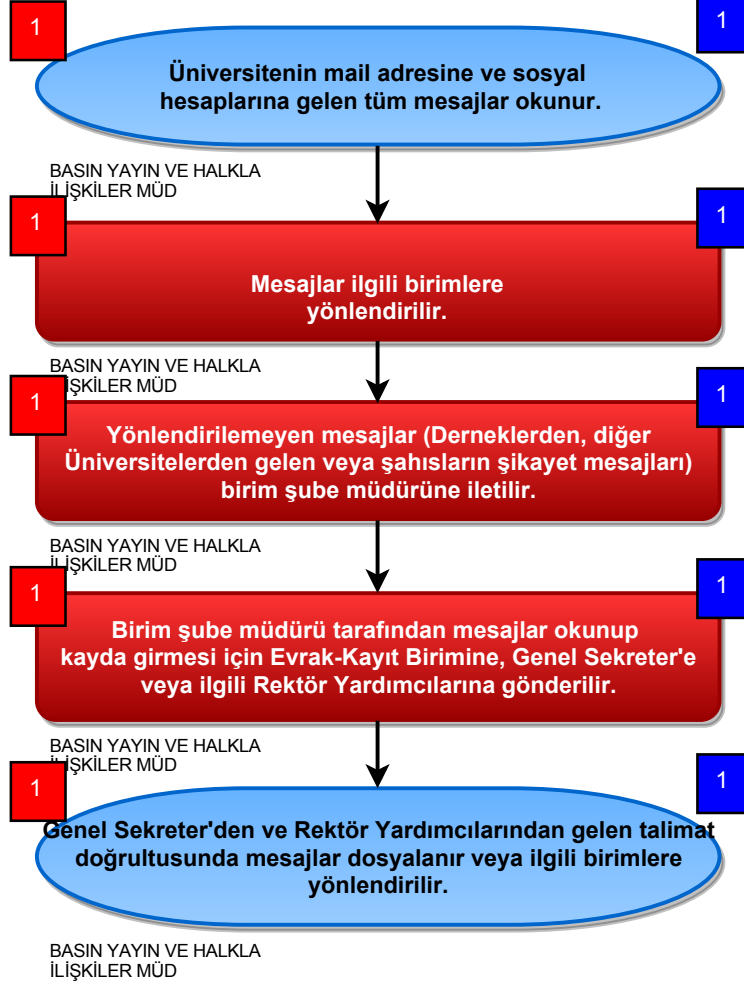 1
1
Üniversitenin mail adresine ve sosyal
hesaplarına gelen tüm mesajlar okunur.
BASIN YAYIN VE HALKLA
İLİŞKİLER MÜD
1
1
Mesajlar ilgili birimlere
yönlendirilir.
BASIN YAYIN VE HALKLA
İLİŞKİLER MÜD
1
1
Yönlendirilemeyen mesajlar (Derneklerden, diğer
Üniversitelerden gelen veya şahısların şikayet mesajları)
birim şube müdürüne iletilir.
BASIN YAYIN VE HALKLA
İLİŞKİLER MÜD
1
1
Birim şube müdürü tarafından mesajlar okunup
kayda girmesi için Evrak-Kayıt Birimine, Genel Sekreter'e
veya ilgili Rektör Yardımcılarına gönderilir.
BASIN YAYIN VE HALKLA
İLİŞKİLER MÜD
1
1
Genel Sekreter'den ve Rektör Yardımcılarından gelen talimat
doğrultusunda mesajlar dosyalanır veya ilgili birimlere
yönlendirilir.
BASIN YAYIN VE HALKLA
İLİŞKİLER MÜD